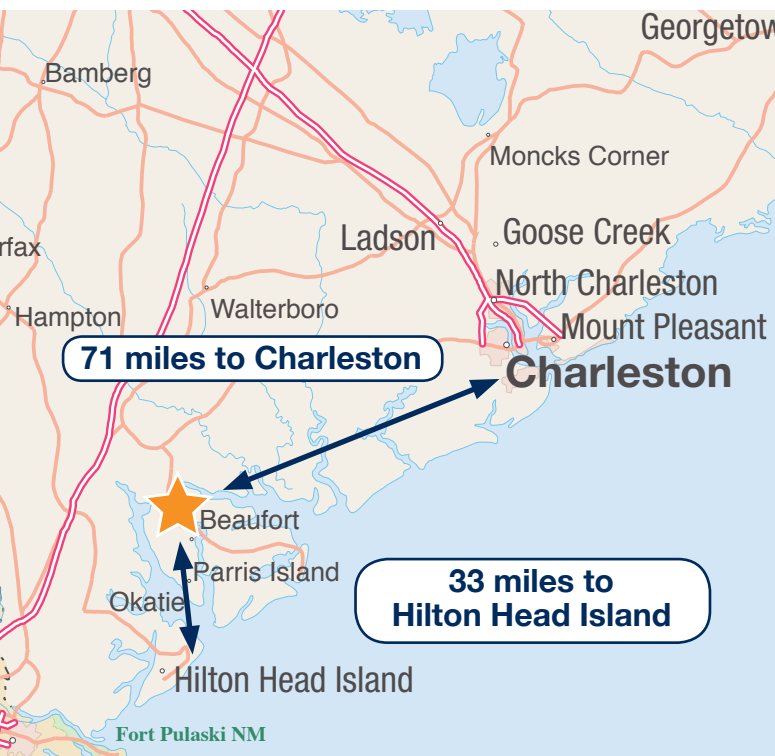 Georgetow
Bamberg
Moncks Corner
Ladson
Goose Creek
rfax
North Charleston
Hampton
Walterboro
Mount Pleasant
71 miles to Charleston
Charleston
Beaufort
Parris Island
33 miles to
Hilton Head Island
Okatie
Hilton Head Island
Fort Pulaski NM